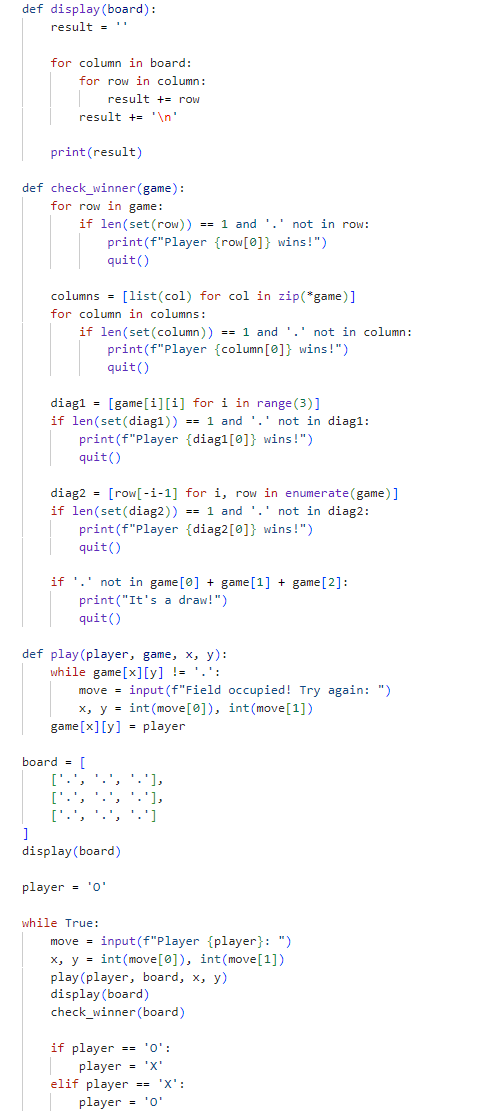 def display(board):
    result = ''

    for column in board:
        for row in column:
            result += row
        result += '\n'

    print(result)

def check_winner(game):
    for row in game:
        if len(set(row)) == 1 and '.' not in row:
            print(f"Player {row[0]} wins!")
            quit()

    columns = [list(col) for col in zip(*game)]
    for column in columns:
        if len(set(column)) == 1 and '.' not in column:
            print(f"Player {column[0]} wins!")
            quit()

    diag1 = [game[i][i] for i in range(3)]
    if len(set(diag1)) == 1 and '.' not in diag1:
        print(f"Player {diag1[0]} wins!")
        quit()

    diag2 = [row[-i-1] for i, row in enumerate(game)]
    if len(set(diag2)) == 1 and '.' not in diag2:
        print(f"Player {diag2[0]} wins!")
        quit()

    if '.' not in game[0] + game[1] + game[2]:
        print("It's a draw!")
        quit()

def play(player, game, x, y):
    while game[x][y] != '.':
        move = input(f"Field occupied! Try again: ")
        x, y = int(move[0]), int(move[1])
    game[x][y] = player

board = [
    ['.', '.', '.'],
    ['.', '.', '.'],
    ['.', '.', '.']
]
display(board)

player = 'O'

while True:
    move = input(f"Player {player}: ")
    x, y = int(move[0]), int(move[1])
    play(player, board, x, y)
    display(board)
    check_winner(board)

    if player == 'O':
        player = 'X'
    elif player == 'X':
        player = 'O'